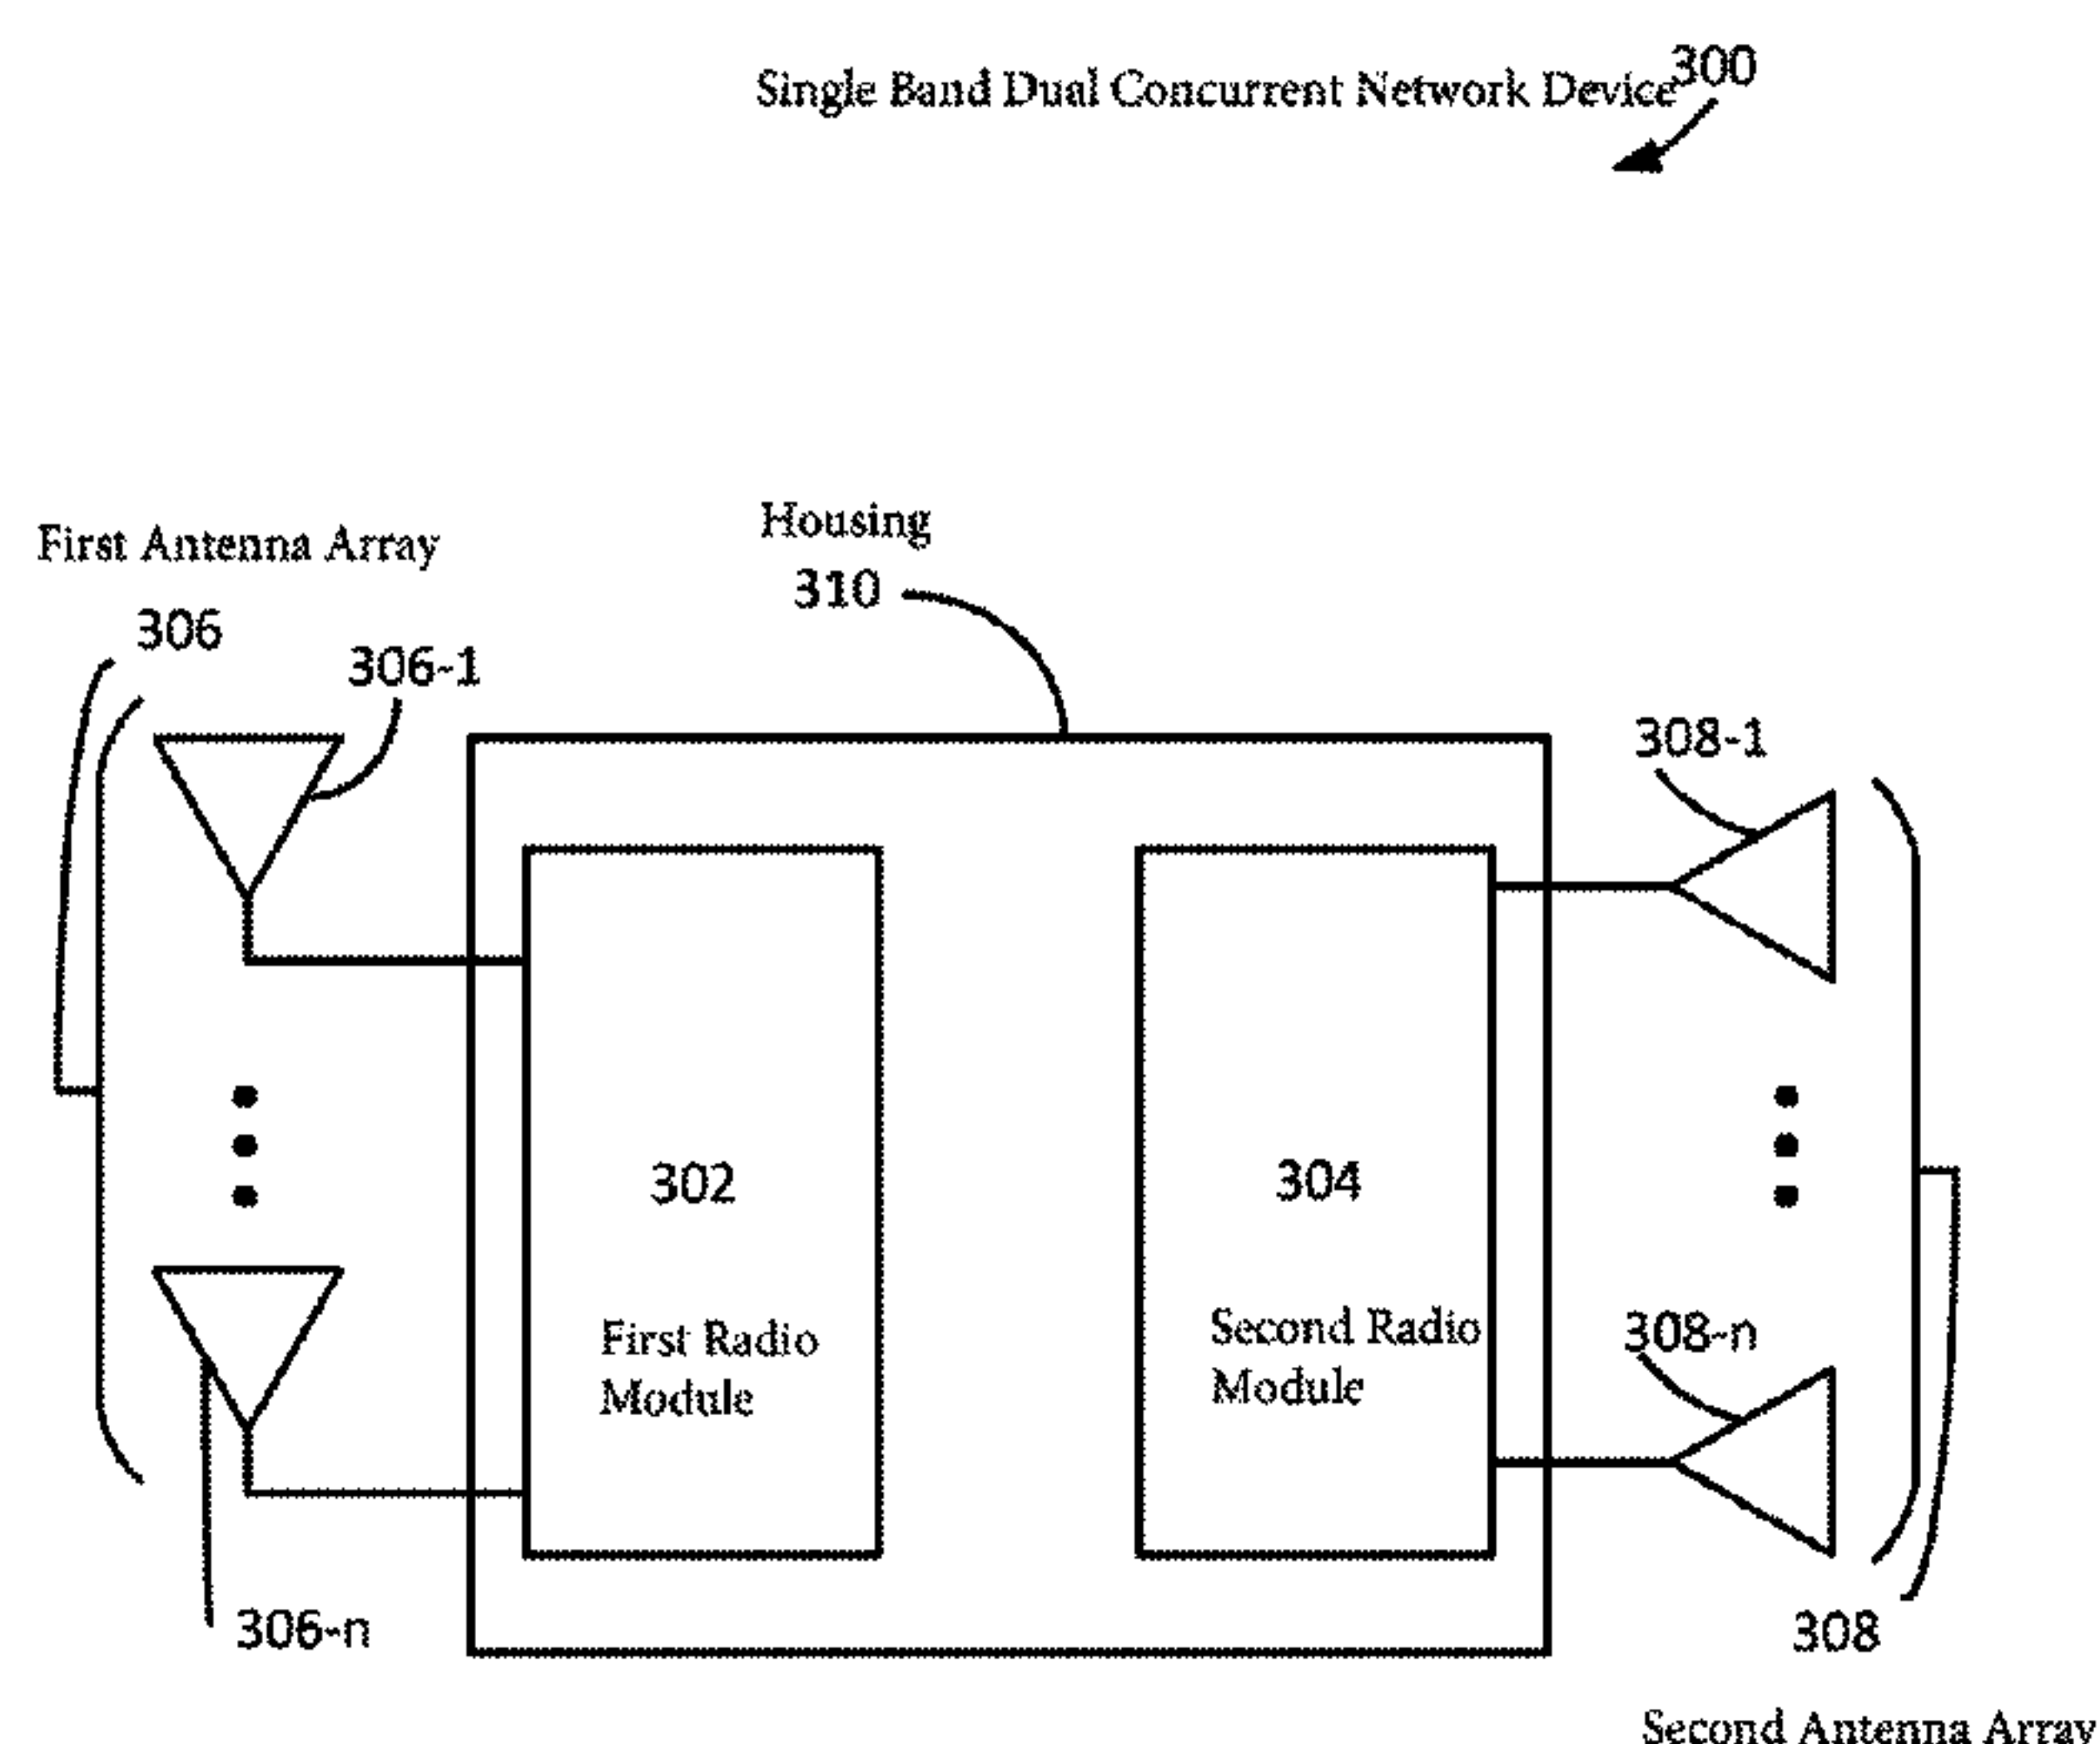 300
Single Band Dual Concurrent Network Device
Housing
310
First Antenna Array
306
306-1
308-1
302
304
First Radio
Module
Second Radio
Module
308-n
306-n
308
Second Antenna Array